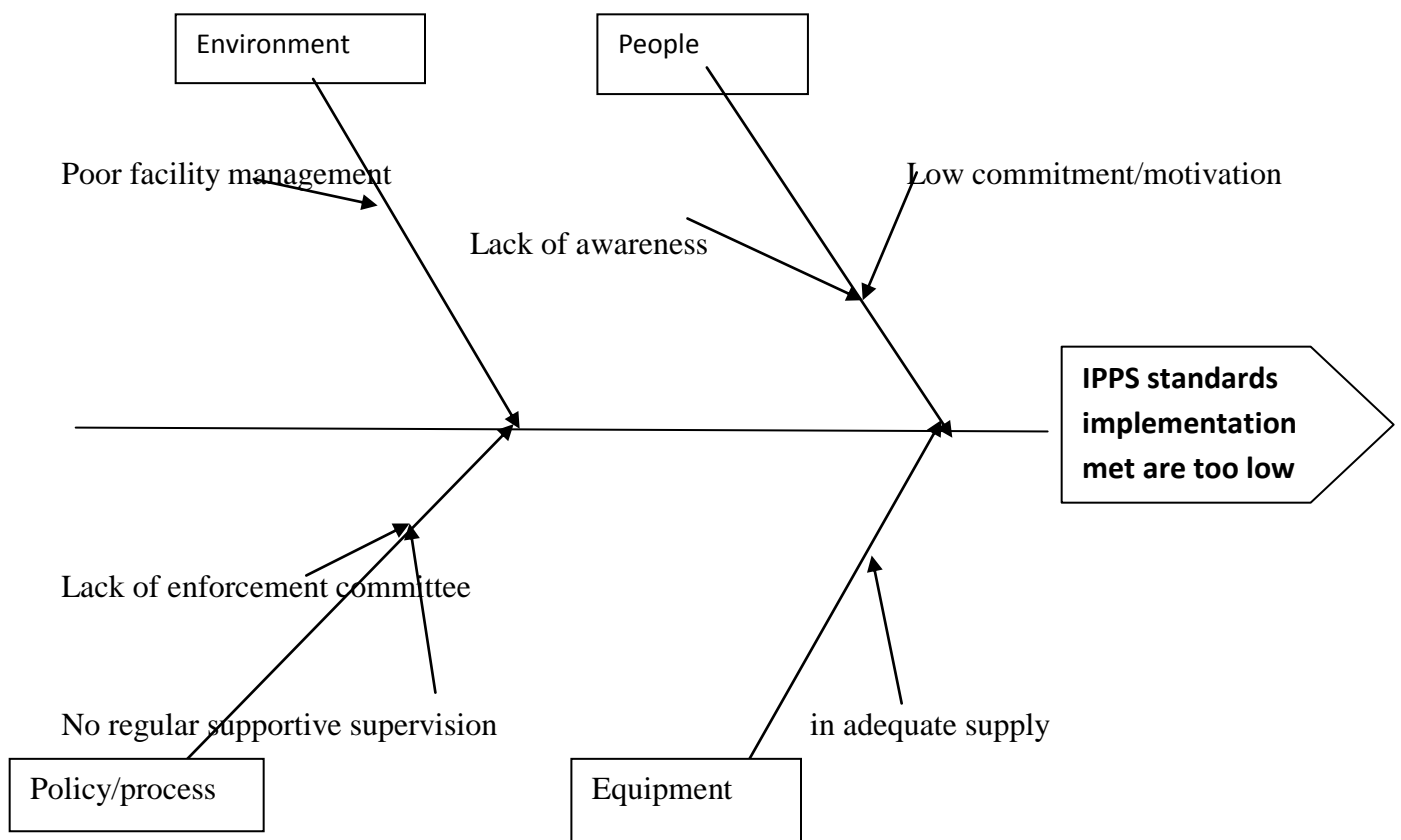 Environment
People
Poor facility management
Low commitment/motivation
Lack of awareness
IPPS standards
implementation
met are too low
Lack of enforcement committee
No regular supportive supervision
in adequate supply
Policy/process
Equipment